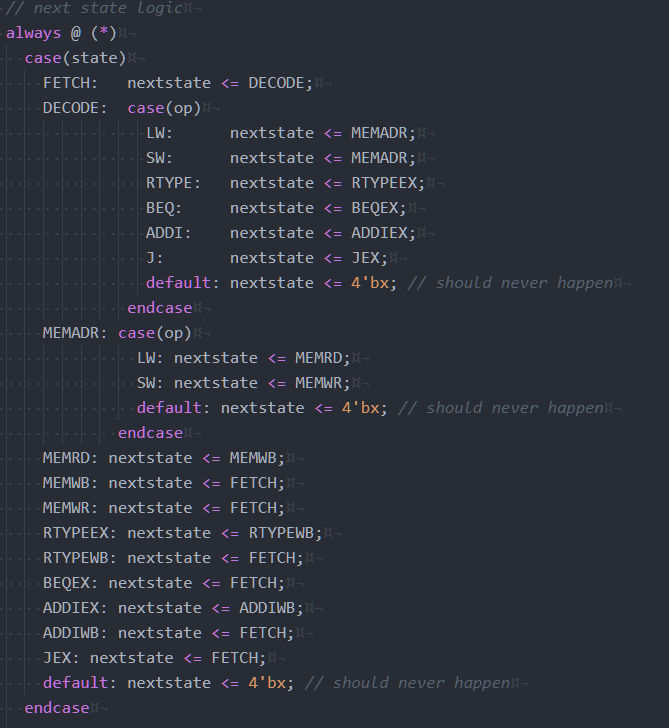 // next state logic
always @ (*)
case(state)
FETCH: nextstate <= DECODE;
DECODE: case(op)
LW: nextstate <= MEMADR;
SW: nextstate <= MEMADR;
RTYPE: nextstate <= RTYPEEX;
BEQ: nextstate <= BEQEX;
ADDI: nextstate <= ADDIEX;
J: nextstate <= JEX;
default: nextstate <= 4'bx; // should never happen
endcase
MEMADR: case(op)
LW: nextstate <= MEMRD;
SW: nextstate <= MEMWR;
default: nextstate <= 4'bx; // should never happen
endcase
MEMRD: nextstate <= MEMWB;
MEMWB: nextstate <= FETCH;
MEMWR: nextstate <= FETCH;
RTYPEEX: nextstate <= RTYPEWB;
RTYPEWB: nextstate <= FETCH;
BEQEX: nextstate <= FETCH;
ADDIEX: nextstate <= ADDIWB;
ADDIWB: nextstate <= FETCH;
JEX: nextstate <= FETCH;
default: nextstate <= 4'bx; // should never happen
endcase